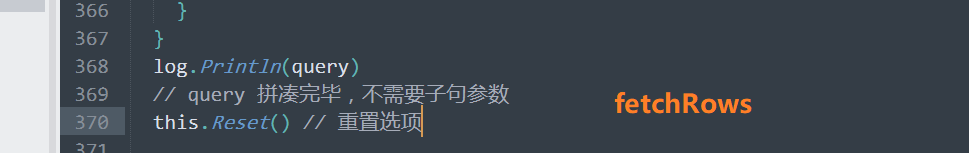 366 }
367 }
368 log.Println(query)
369 // query 拼凑完毕，不需要子句参数
fetchRows
370 this.Reset() // 重置选项
371